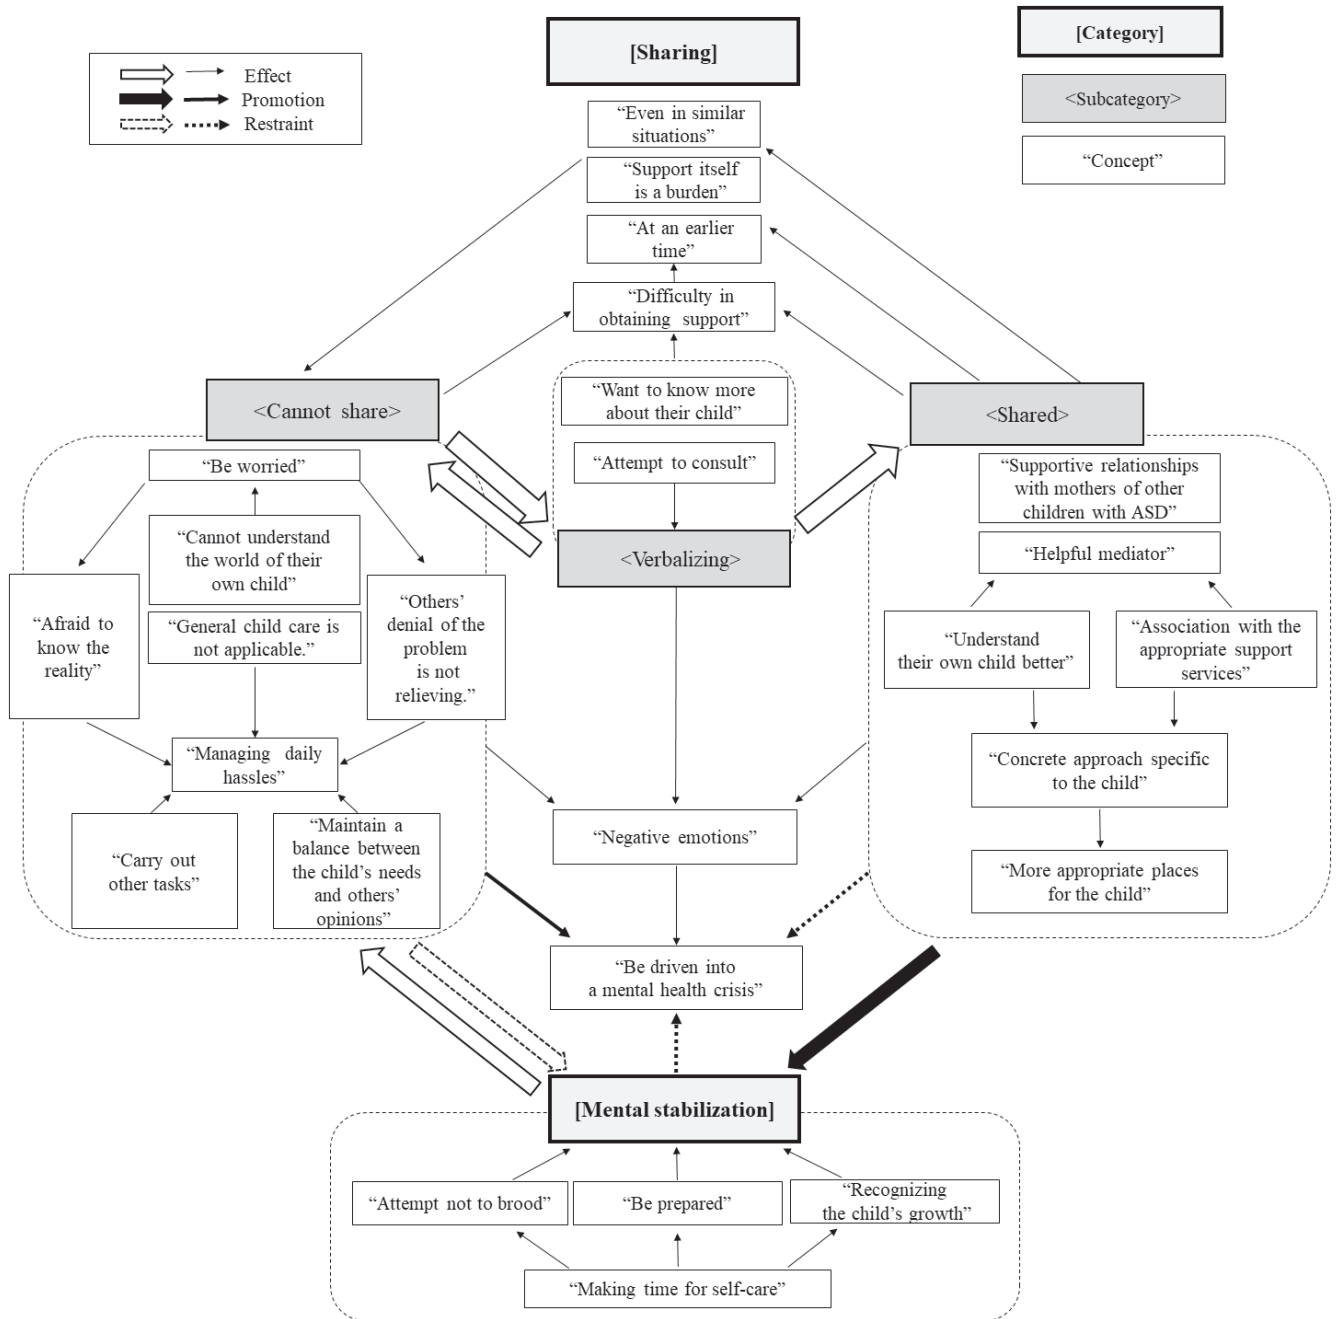 [Sharing]
[Category]
Effect
Promotion
Restraint
<Subcategory>
“Concept”
“Even in similar
situations”
“Support itself
is a burden”
“At an earlier
time”
“Difficulty in
obtaining support”
<Cannot share>
“Want to know more
about their child”
“Attempt to consult”
<Verbalizing>
<Shared>
“Be worried”
“Cannot understand
the world of their
own child”
“General child care is
not applicable.”
“Afraid to
know the
reality”
“Others’
denial of the
problem
is not
relieving.”
“Managing daily
hassles”
“Carry out
other tasks”
“Maintain a
balance between
the child’s needs
and others’
opinions”
“Supportive relationships
with mothers of other
children with ASD”
“Helpful mediator”
“Understand
their own child better”
“Association with the
appropriate support
services”
“Concrete approach specific
to the child”
“More appropriate places
for the child”
“Negative emotions”
“Be driven into
a mental health crisis”
[Mental stabilization]
“Attempt not to brood”
“Be prepared”
“Recognizing
the child’s growth”
“Making time for self-care”